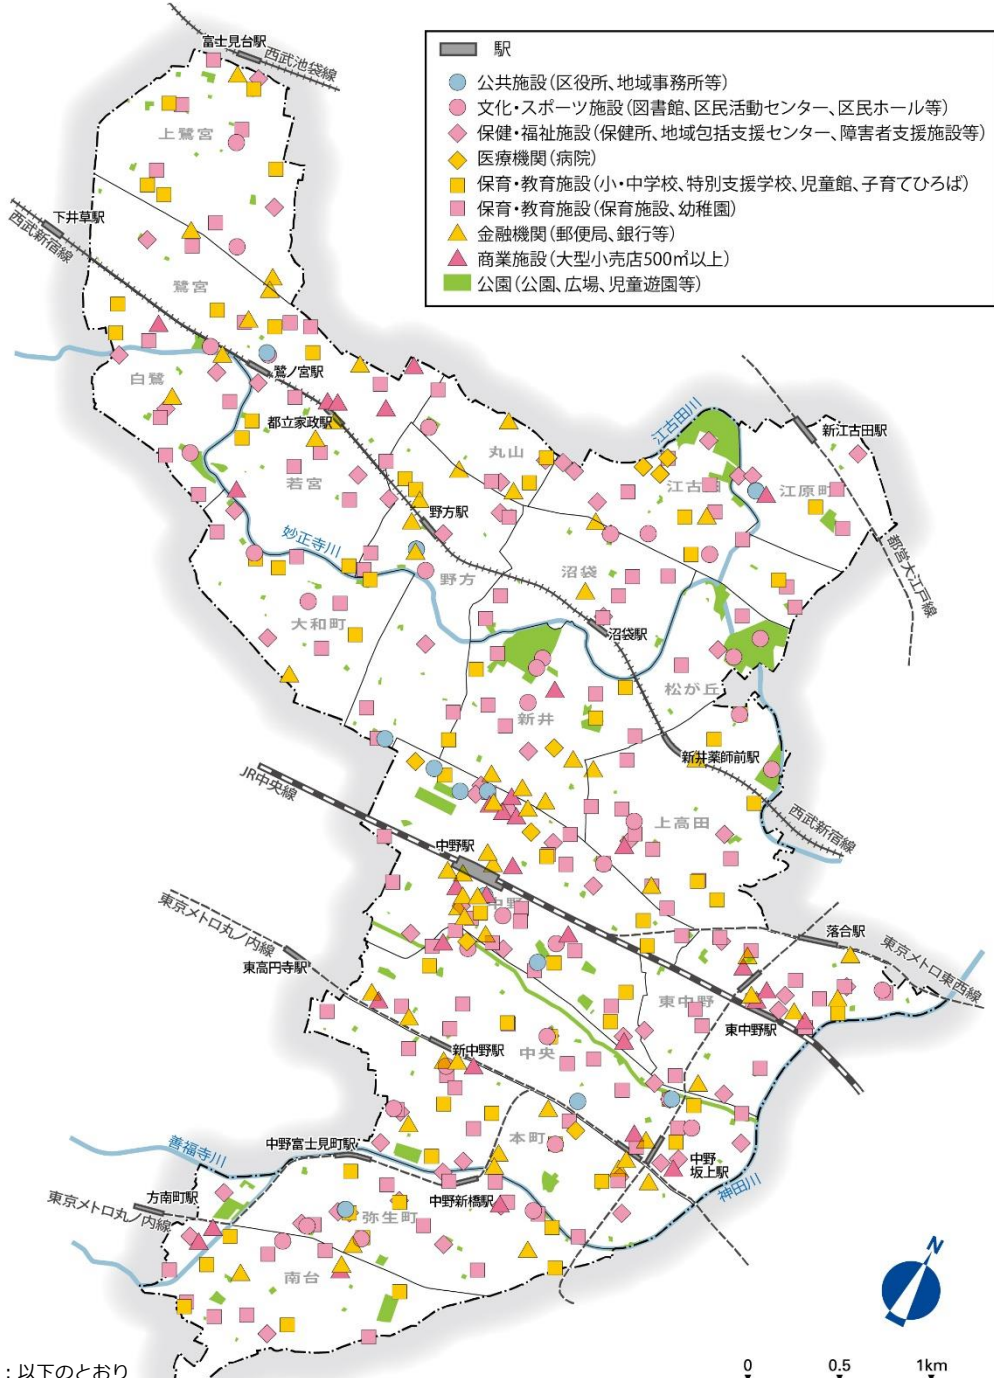 富士見台駅
西武池袋線
駅
公共施設(区役所、地域事務所等)
文化・スポーツ施設(図書館、区民活動センター、区民ホール等)
保健・福祉施設(保健所、地域包括支援センター、障害者支援施設等)
医療機関(病院)
保育・教育施設(小・中学校、特別支援学校、児童館、子育てひろば)
保育・教育施設(保育施設、幼稚園)
金融機関(郵便局、銀行等)
商業施設(大型小売店500㎡以上)
公園(公園、広場、児童遊園等)
上鷺宮
下井草駅
西武新宿線
鷺宮
白鷺
鷺ノ宮駅
都立家政駅
丸山
江古田川
新江古田駅
若宮
江古田
江原町
野方駅
妙正寺川
都営大江戸線
野方
沼袋
大和町
沼袋駅
松が丘
新井
新井薬師前駅
JR中央線
西武新宿線
上高田
中野駅
中野
東京メトロ丸ノ内線
落合駅
東高円寺駅
東京メトロ東西線
東中野
東中野駅
新中野駅
中央
本町
善福寺川
中野富士見町駅
中野
坂上駅
神田川
方南町駅
中野新橋駅
東京メトロ丸ノ内線
弥生町
南台
N
:以下のとおり
0 0.5 1km